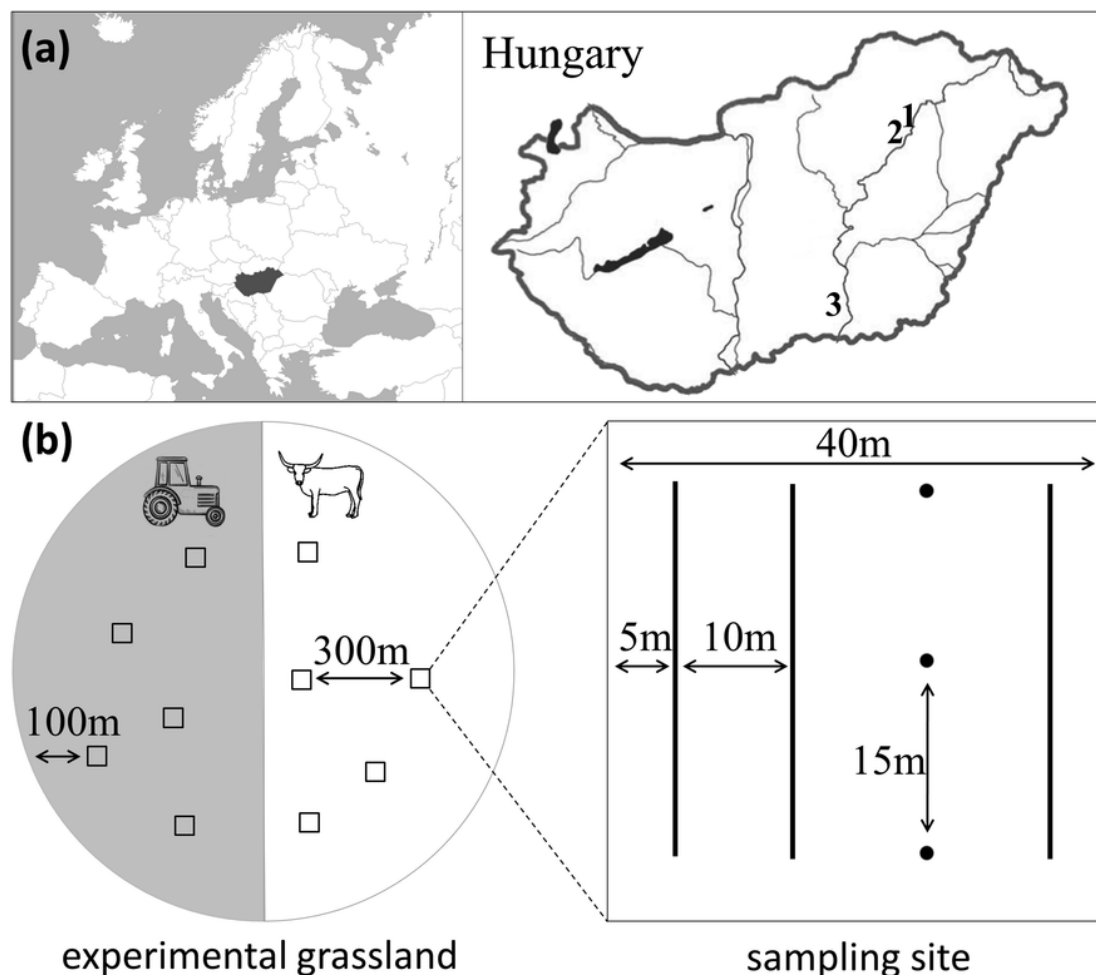 (a)
Hungary
1
2
3
(b)
40m
5m
10m
300m
100m
15m
experimental grassland
sampling site